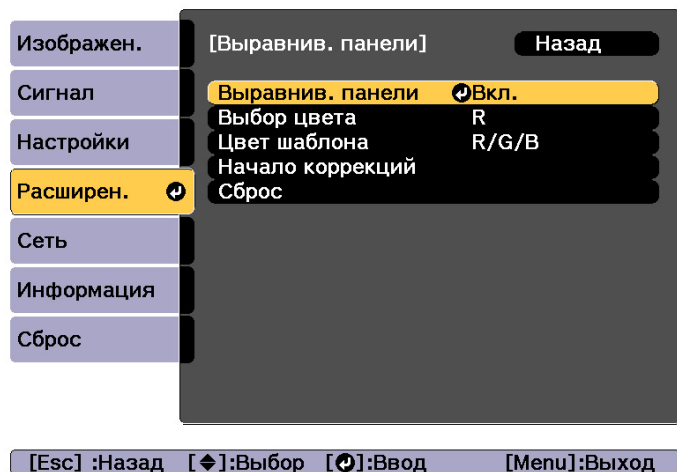 Изображен.
Сигнал
Настройки
Расширен.
Сеть
Информация
Сброс
[Выравнив. панели] Назад
Выравнив. панели Вкл.
Выбор цвета R
Цвет шаблона R/G/B
Начало коррекций
Сброс
[Esc] :Назад [◆]:Выбор [⏎]:Ввод [Menu]:Выход